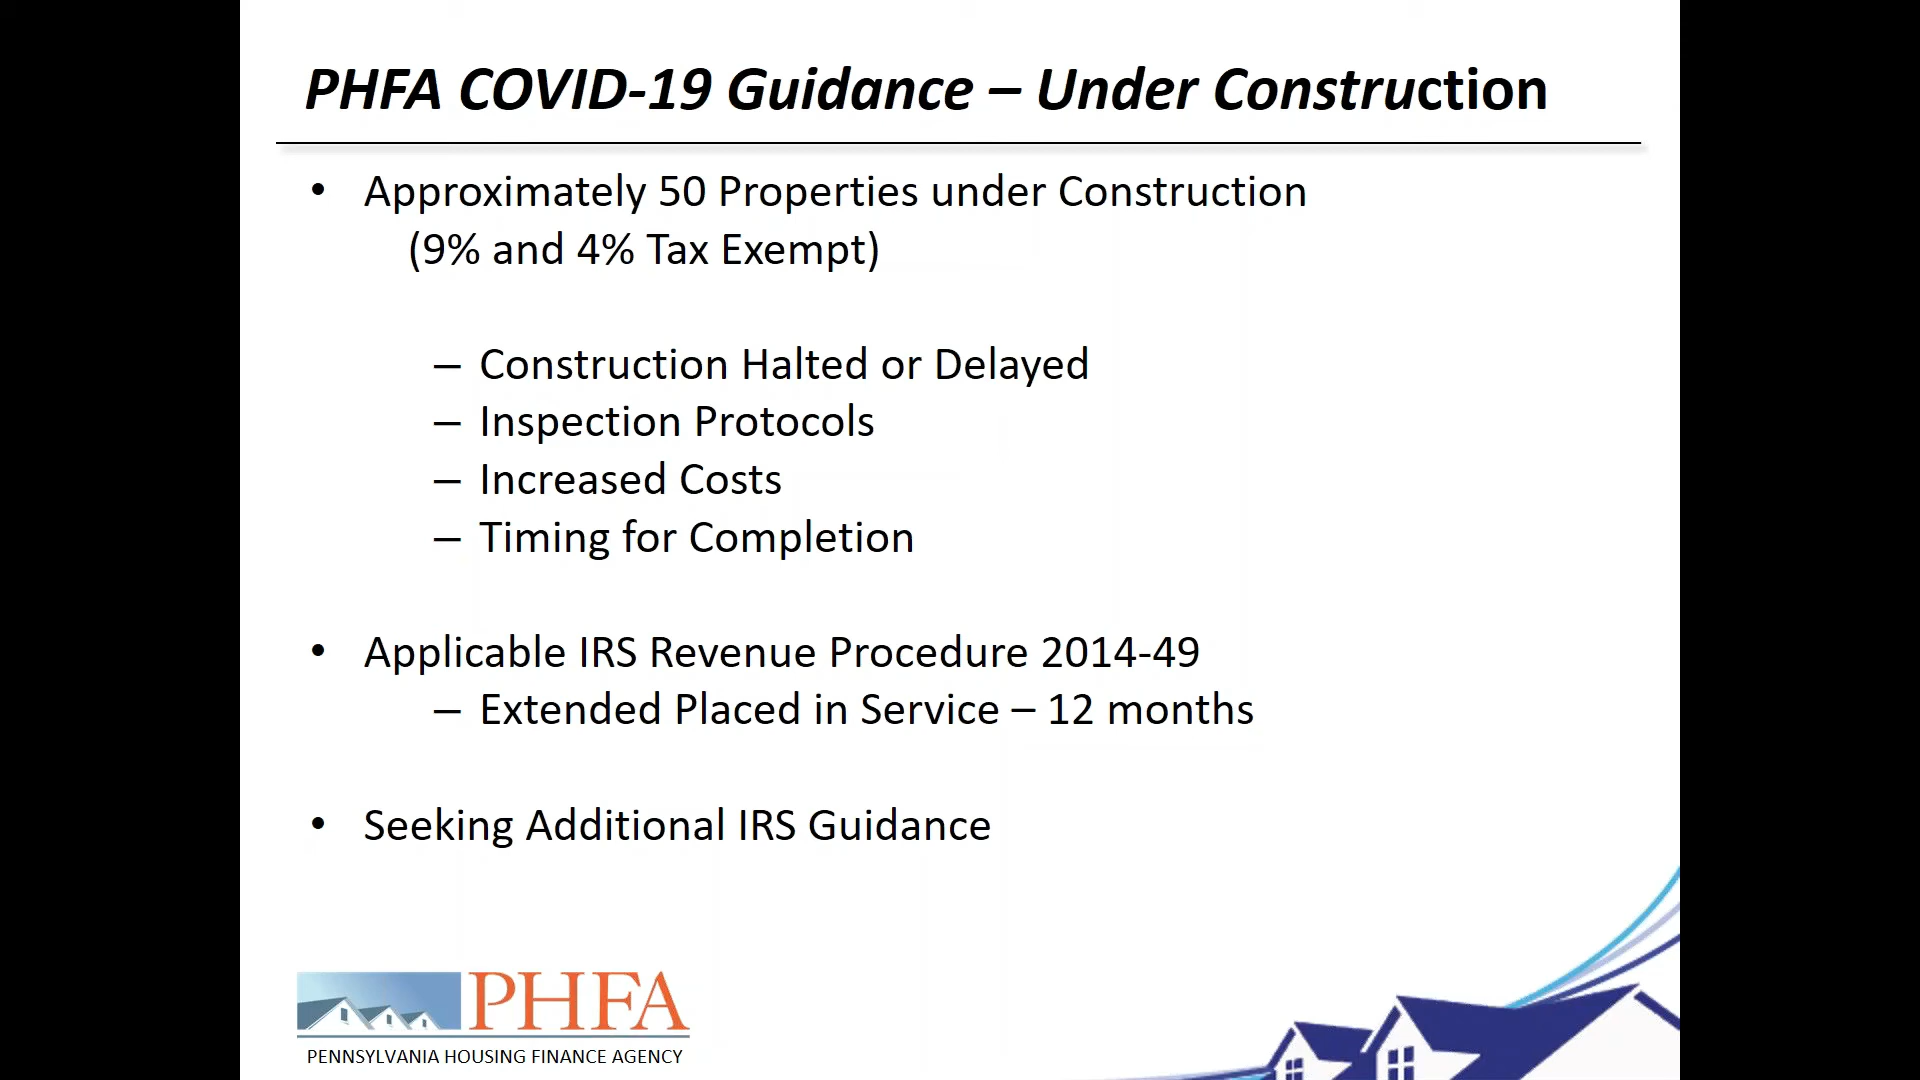 PHFA COVID-19 Guidance – Under Construction
• Approximately 50 Properties under Construction
(9% and 4% Tax Exempt)
– Construction Halted or Delayed
– Inspection Protocols
– Increased Costs
– Timing for Completion
• Applicable IRS Revenue Procedure 2014-49
– Extended Placed in Service – 12 months
• Seeking Additional IRS Guidance
PHFA
PENNSYLVANIA HOUSING FINANCE AGENCY